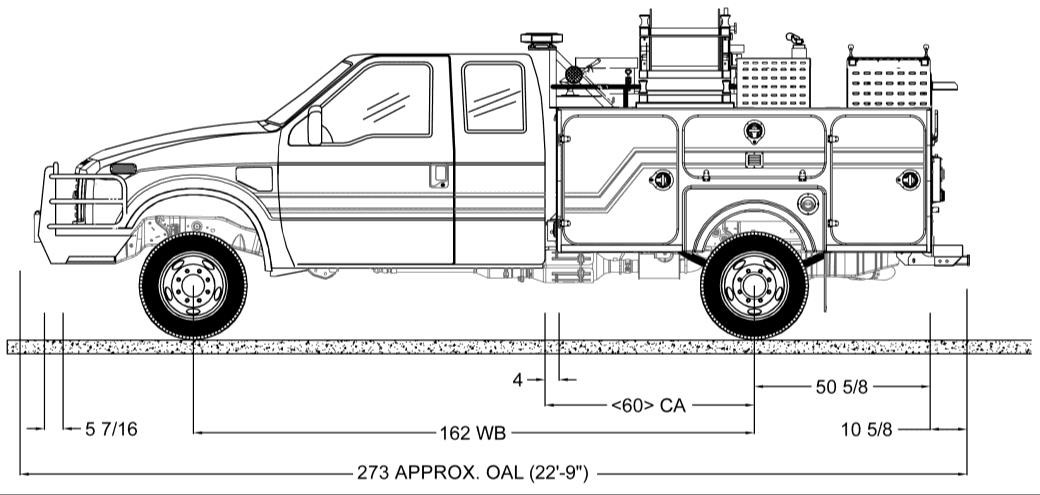 4
50 5/8
<60> CA
5 7/16
162 WB
10 5/8
273 APPROX. OAL (22'-9")